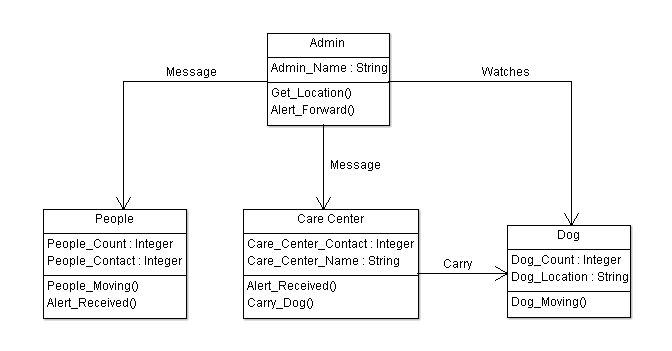 Admin
Admin_Name : String
Get_Location()
Alert_Forward()
Message
Watches
Message
People
People_Count : Integer
People_Contact : Integer
People_Moving()
Alert_Received()
Care Center
Care_Center_Contact : Integer
Care_Center_Name : String
Alert_Received()
Carry_Dog()
Carry
Dog
Dog_Count : Integer
Dog_Location : String
Dog_Moving()